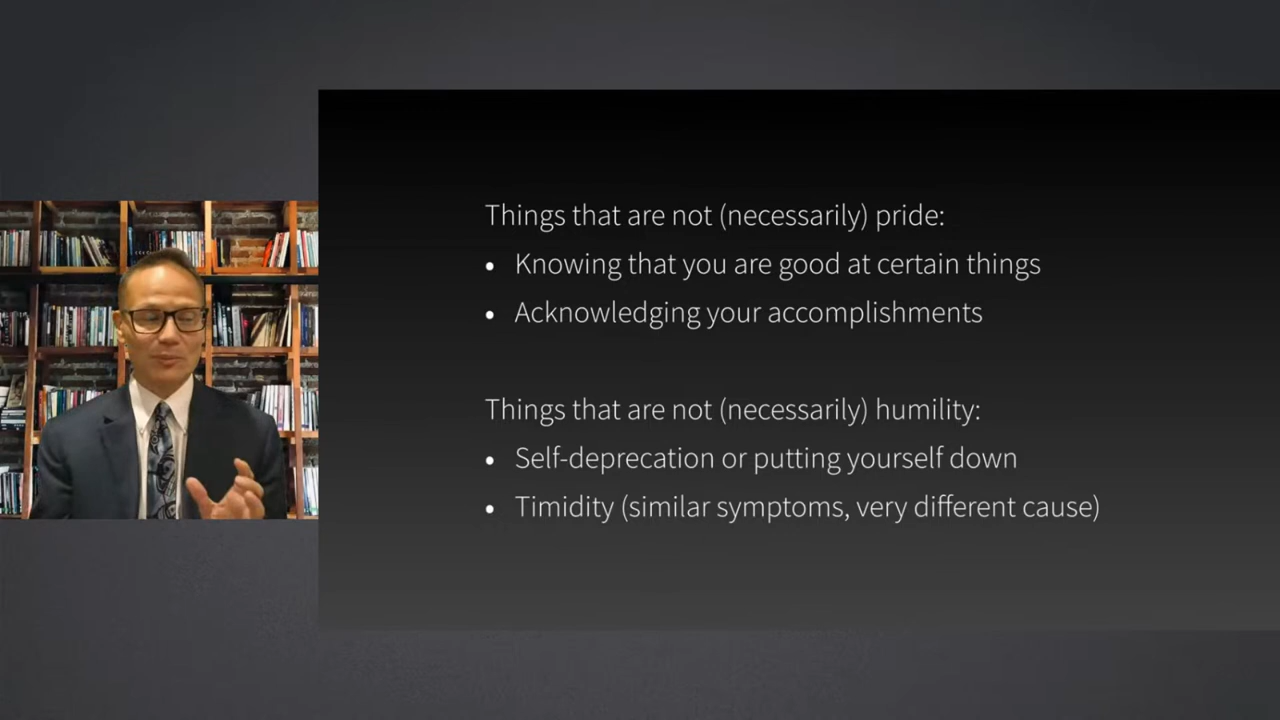 Things that are not (necessarily) pride:
• Knowing that you are good at certain things
• Acknowledging your accomplishments
Things that are not (necessarily) humility:
• Self-deprecation or putting yourself down
• Timidity (similar symptoms, very different cause)